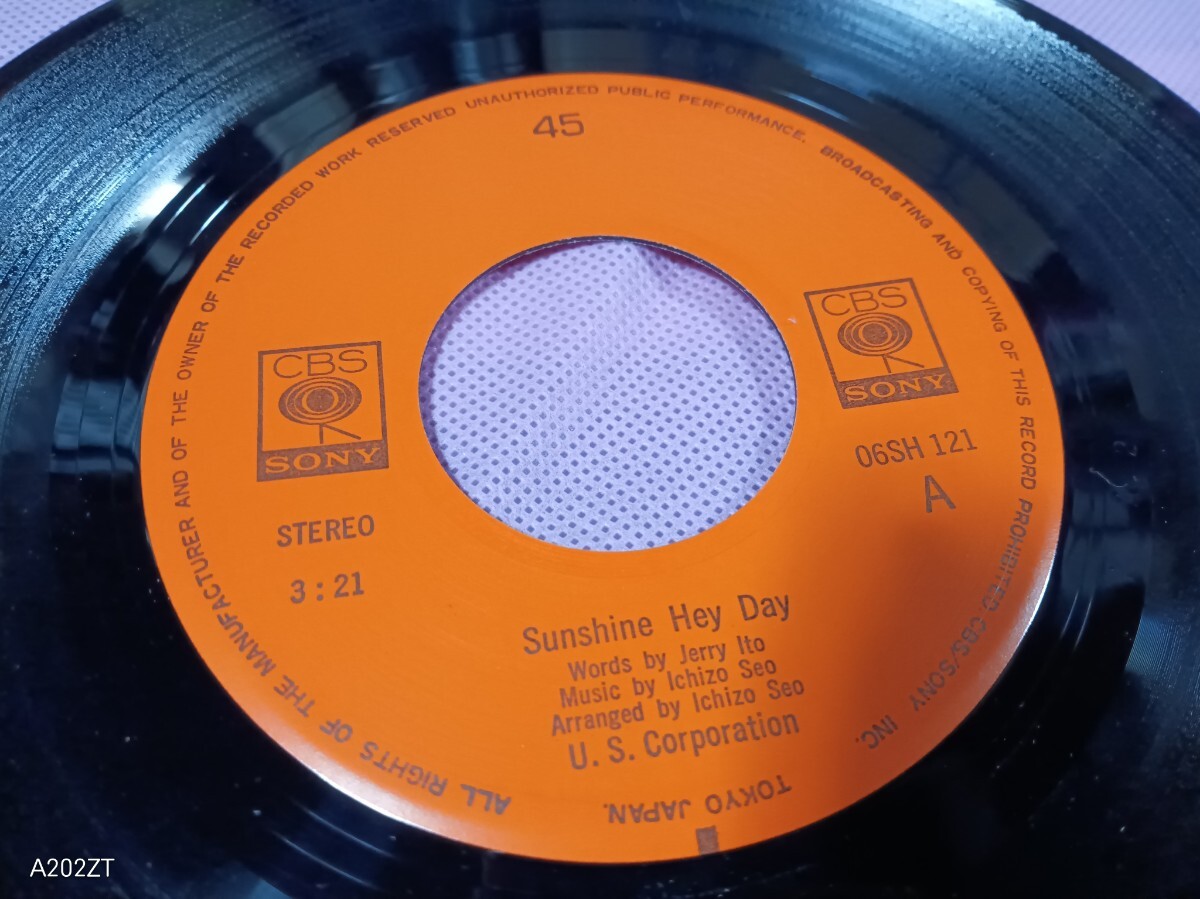 45
CBS
SONY
STEREO
3:21
CBS
SONY
06SH 121
A
Sunshine Hey Day
Words by Jerry Ito
Music by Ichizo Seo
Arranged by Ichizo Seo
U. S. Corporation
ALL RIGHTS OF THE MANUFACTURER AND OF THE OWNER OF THE RECORDED WORK RESERVED UNAUTHORIZED PUBLIC PERFORMANCE. BROADCASTING AND COPYING OF THIS RECORD PROHIBITED CBS/SONY INC.
TOKYO JAPAN.
A202ZT